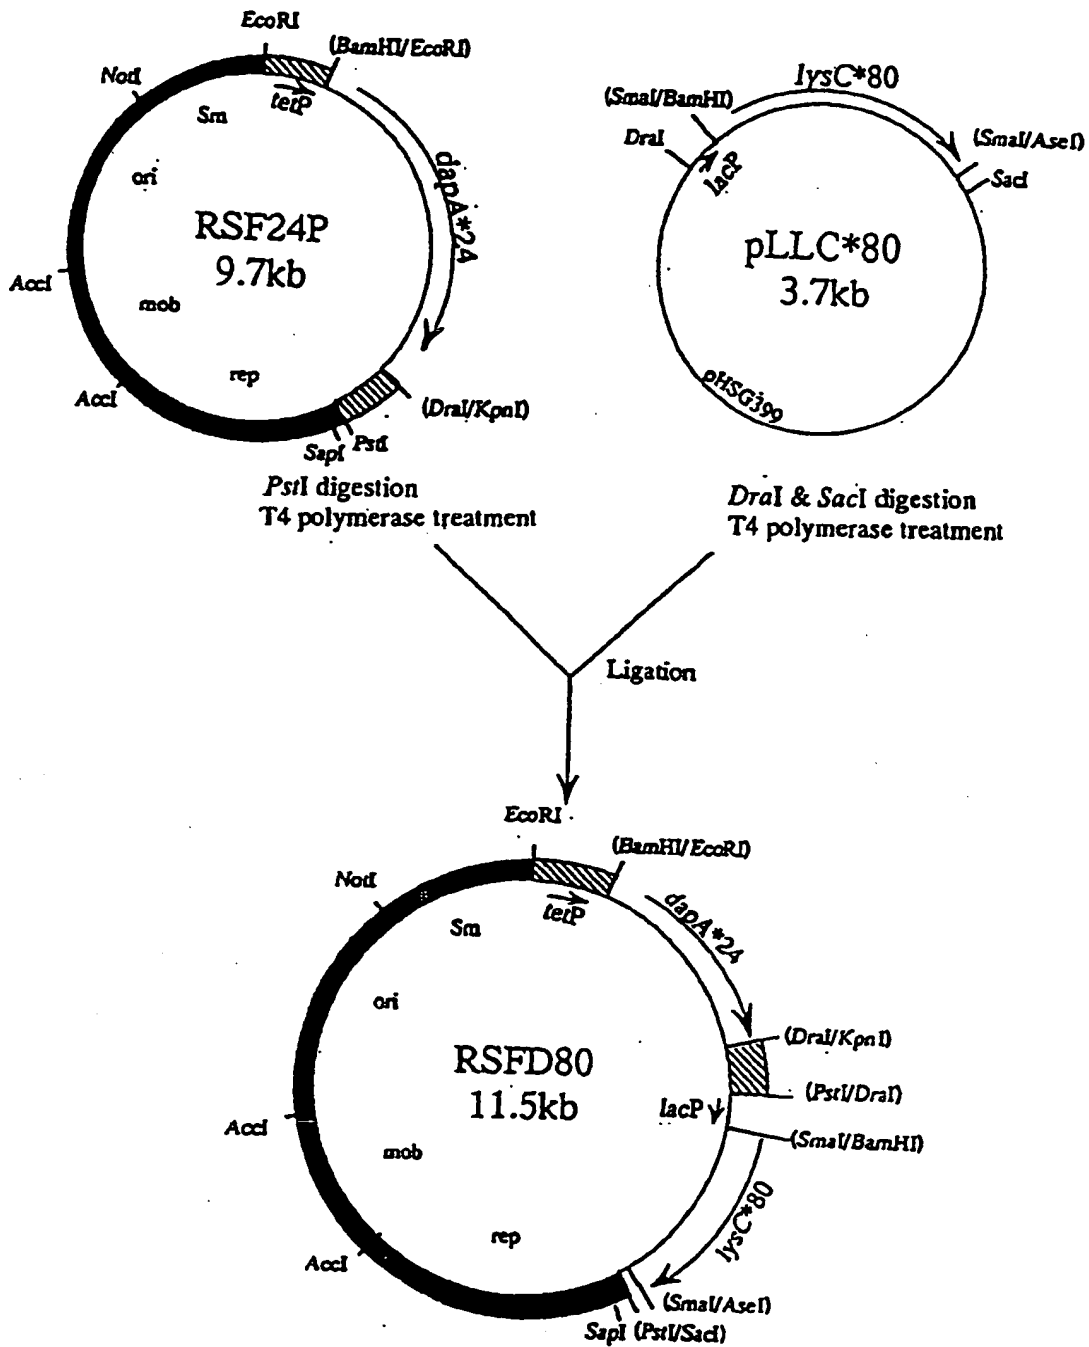 EcoRI
(BamHI/EcoRI)
NotI
tetP
Sm
ori
dapA*24
RSF24P
9.7kb
AccI
mob
rep
AccI
(DraI/KpnI)
PstI
SapI
lysC*80
(SmaI/BamHI)
(SmaI/AseI)
DraI
lacP
SacI
pLLC*80
3.7kb
pHSG399
PstI digestion
T4 polymerase treatment
DraI & SacI digestion
T4 polymerase treatment
Ligation
EcoRI
(BamHI/EcoRI)
NotI
tetP
dapA*24
Sm
ori
(DraI/KpnI)
RSFD80
11.5kb
(PstI/DraI)
lacP
AccI
(SmaI/BamHI)
mob
lysC*80
rep
AccI
(SmaI/AseI)
SapI (PstI/SacI)